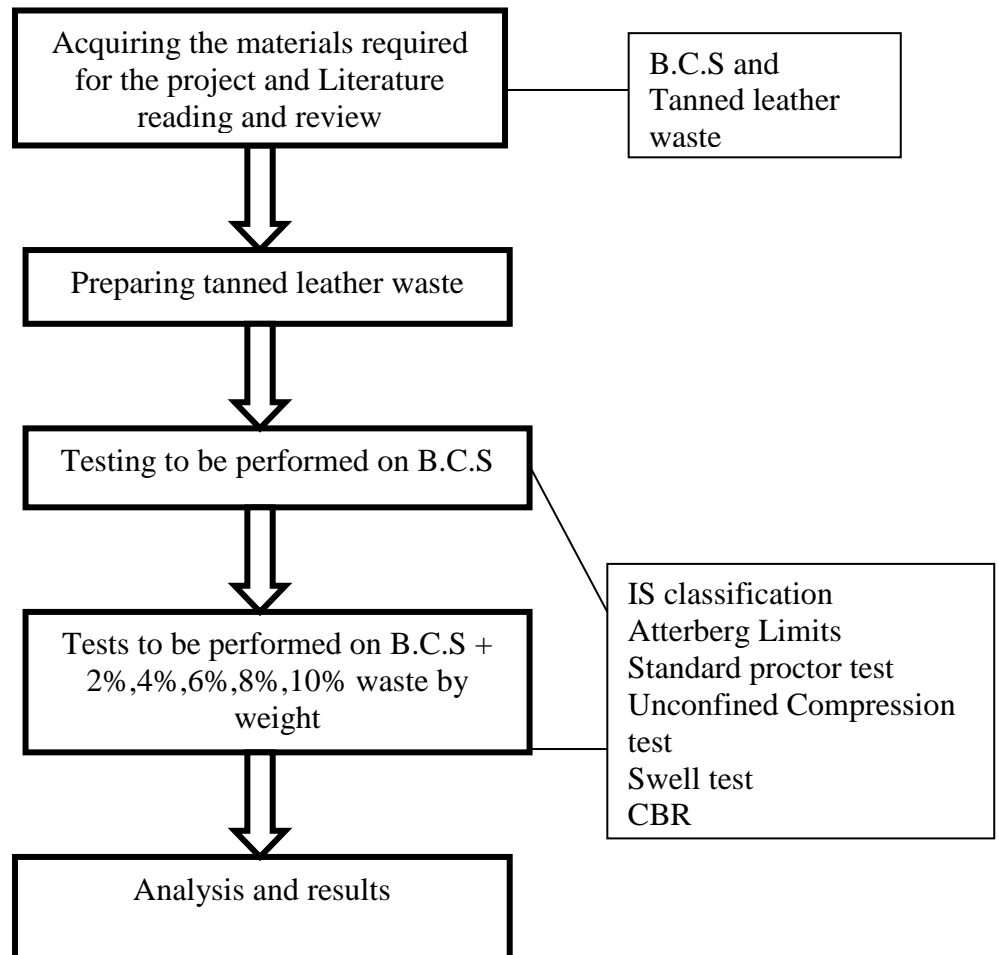 Acquiring the materials required
for the project and Literature
reading and review
B.C.S and
Tanned leather
waste
Preparing tanned leather waste
Testing to be performed on B.C.S
Tests to be performed on B.C.S +
2%,4%,6%,8%,10% waste by
weight
IS classification
Atterberg Limits
Standard proctor test
Unconfined Compression
test
Swell test
CBR
Analysis and results